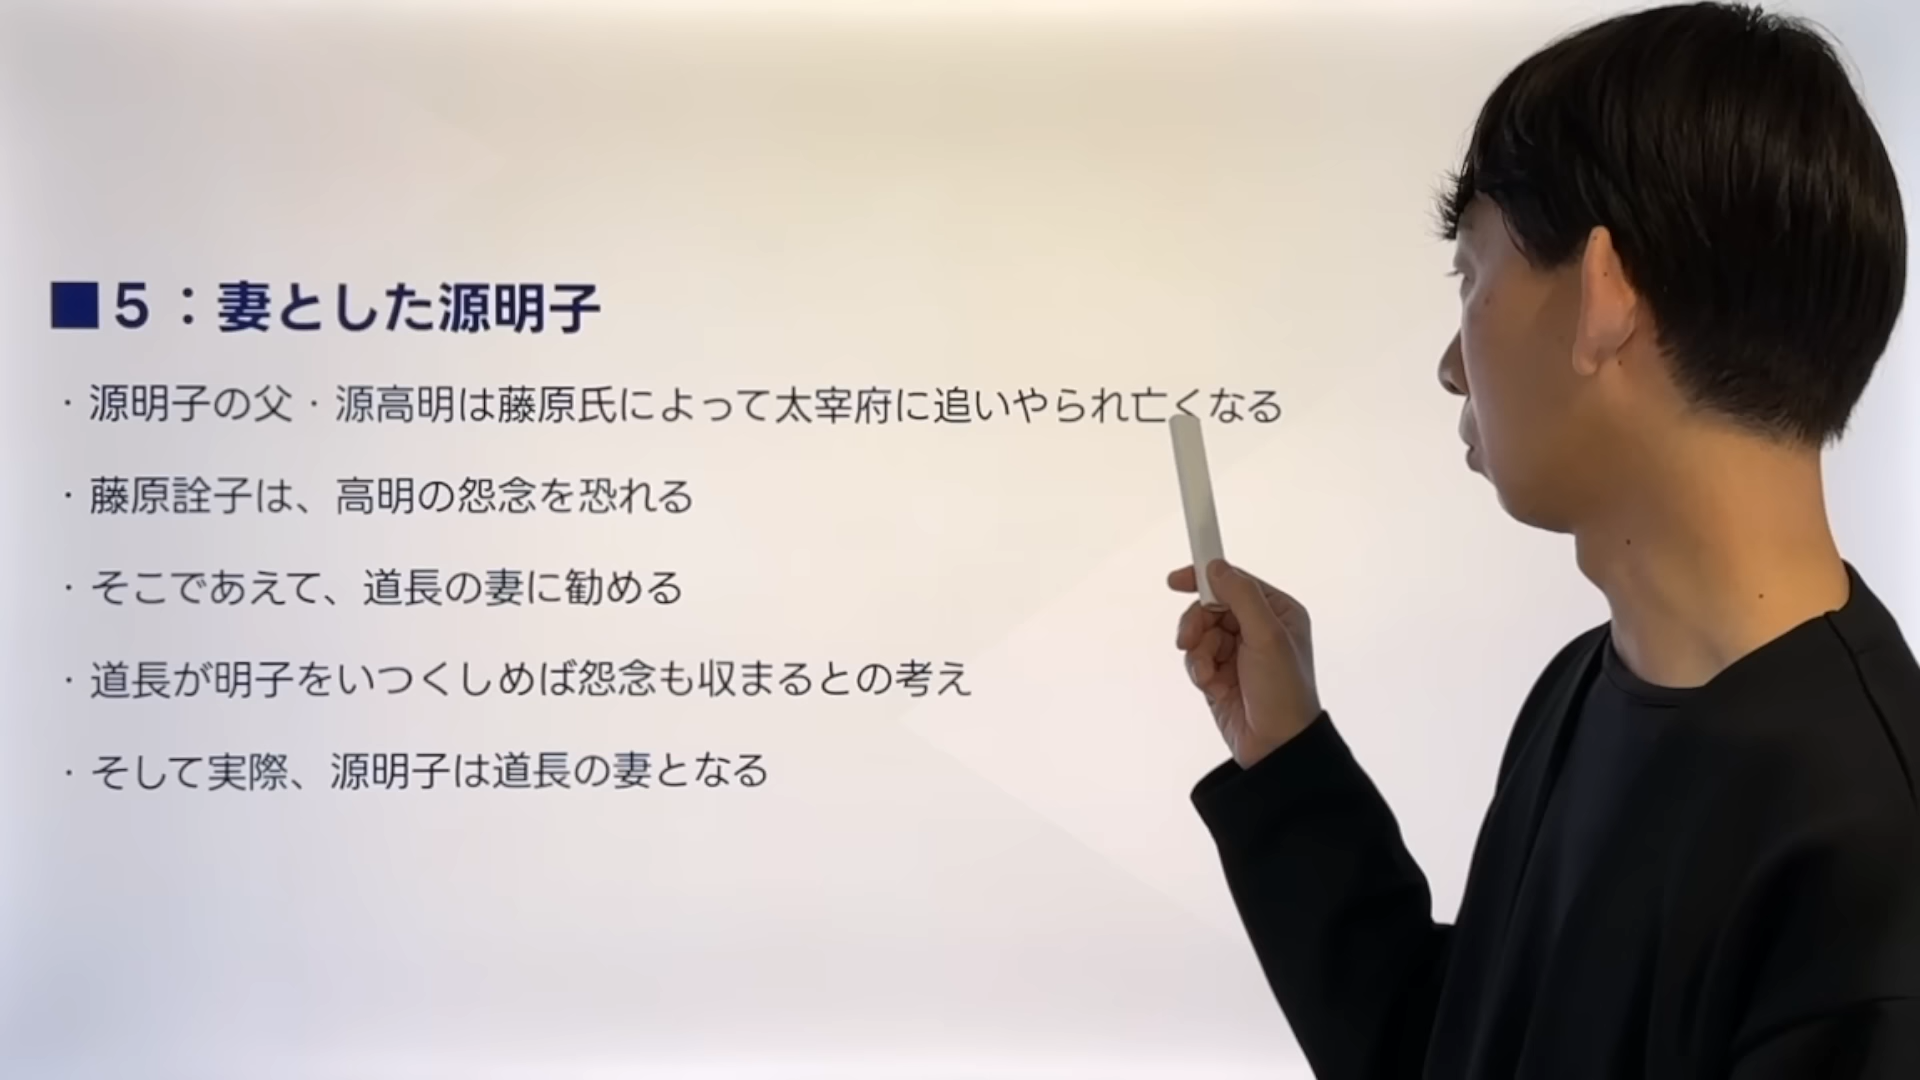 ■5：妻とした源明子
・源明子の父・源高明は藤原氏によって太宰府に追いやられ亡くなる
・藤原詮子は、高明の怨念を恐れる
・そこであえて、道長の妻に勧める
・道長が明子をいつくしめば怨念も収まるとの考え
・そして実際、源明子は道長の妻となる